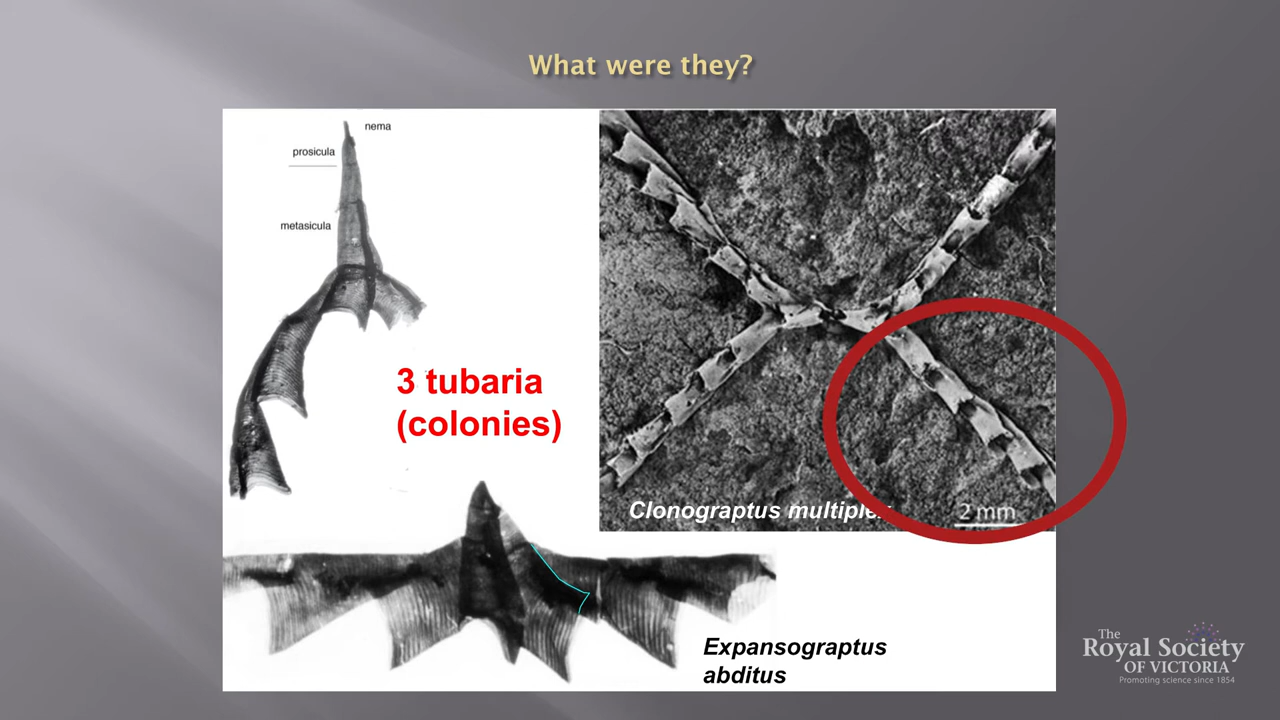 What were they?
nema
prosicula
metasicula
3 tubaria
(colonies)
Clonograptus multiplex
2 mm
Expansograptus
abditus
The
Royal Society
OF VICTORIA
Promoting science since 1854